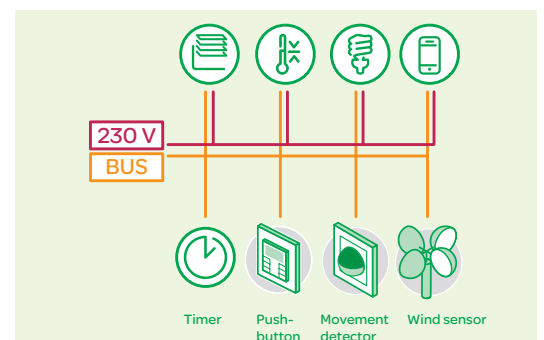 230 V
BUS
Timer
Push-
button
Movement
detector
Wind sensor